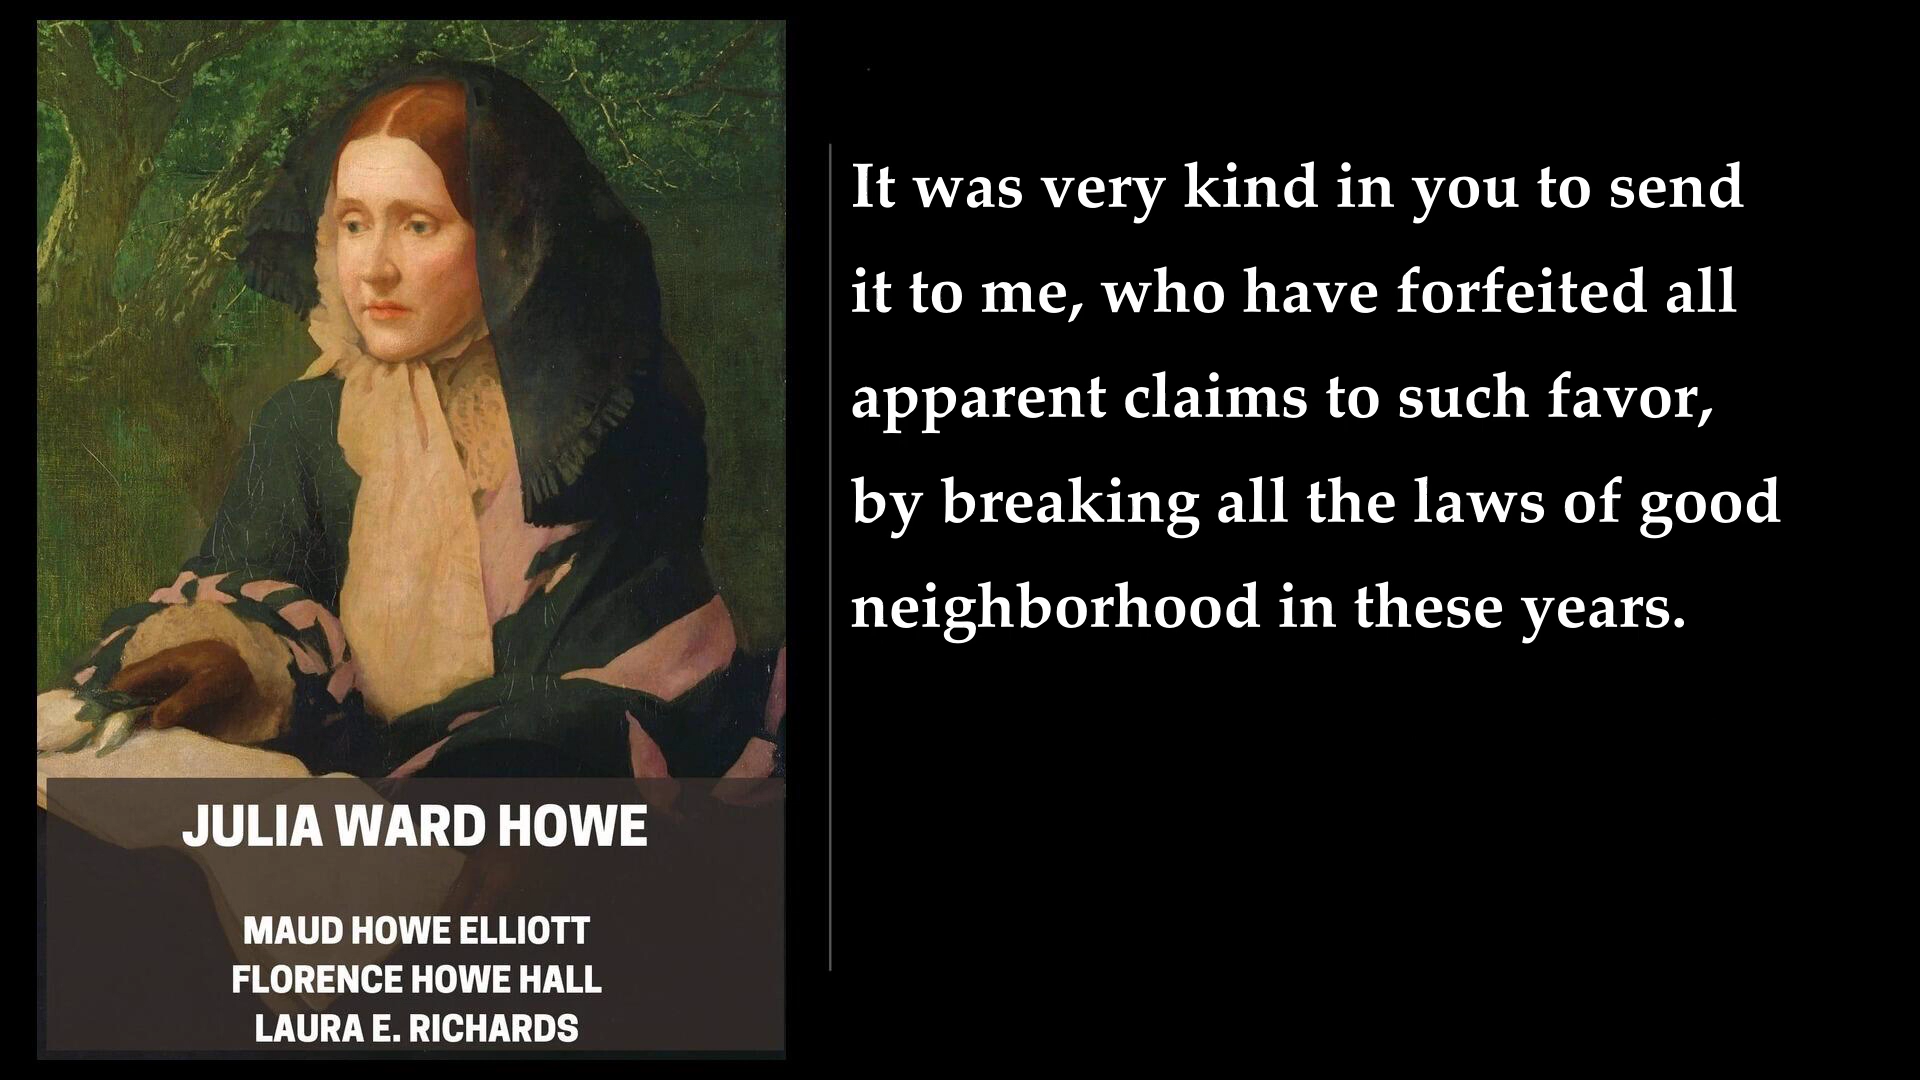 JULIA WARD HOWE
MAUD HOWE ELLIOTT
FLORENCE HOWE HALL
LAURA E. RICHARDS
It was very kind in you to send
it to me, who have forfeited all
apparent claims to such favor,
by breaking all the laws of good
neighborhood in these years.